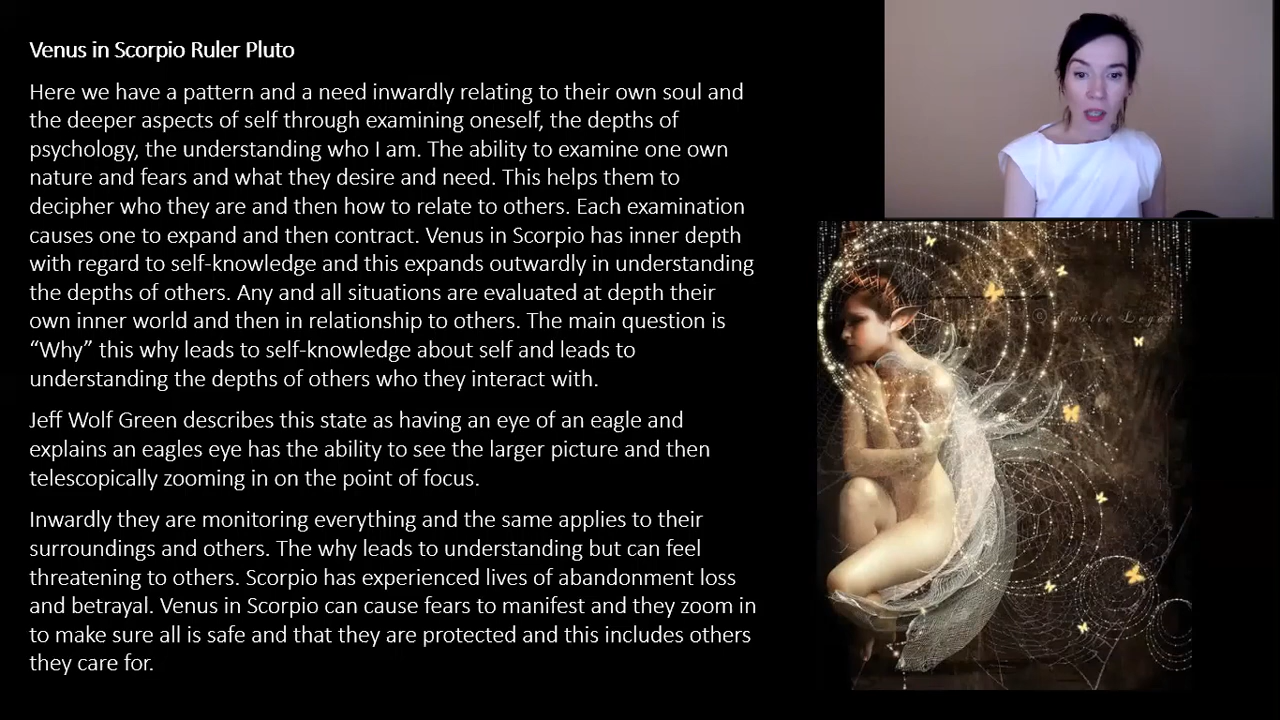 Venus in Scorpio Ruler Pluto
Here we have a pattern and a need inwardly relating to their own soul and
the deeper aspects of self through examining oneself, the depths of
psychology, the understanding who I am. The ability to examine one own
nature and fears and what they desire and need. This helps them to
decipher who they are and then how to relate to others. Each examination
causes one to expand and then contract. Venus in Scorpio has inner depth
with regard to self-knowledge and this expands outwardly in understanding
the depths of others. Any and all situations are evaluated at depth their
own inner world and then in relationship to others. The main question is
“Why” this why leads to self-knowledge about self and leads to
understanding the depths of others who they interact with.
Jeff Wolf Green describes this state as having an eye of an eagle and
explains an eagles eye has the ability to see the larger picture and then
telescopically zooming in on the point of focus.
Inwardly they are monitoring everything and the same applies to their
surroundings and others. The why leads to understanding but can feel
threatening to others. Scorpio has experienced lives of abandonment loss
and betrayal. Venus in Scorpio can cause fears to manifest and they zoom in
to make sure all is safe and that they are protected and this includes others
they care for.